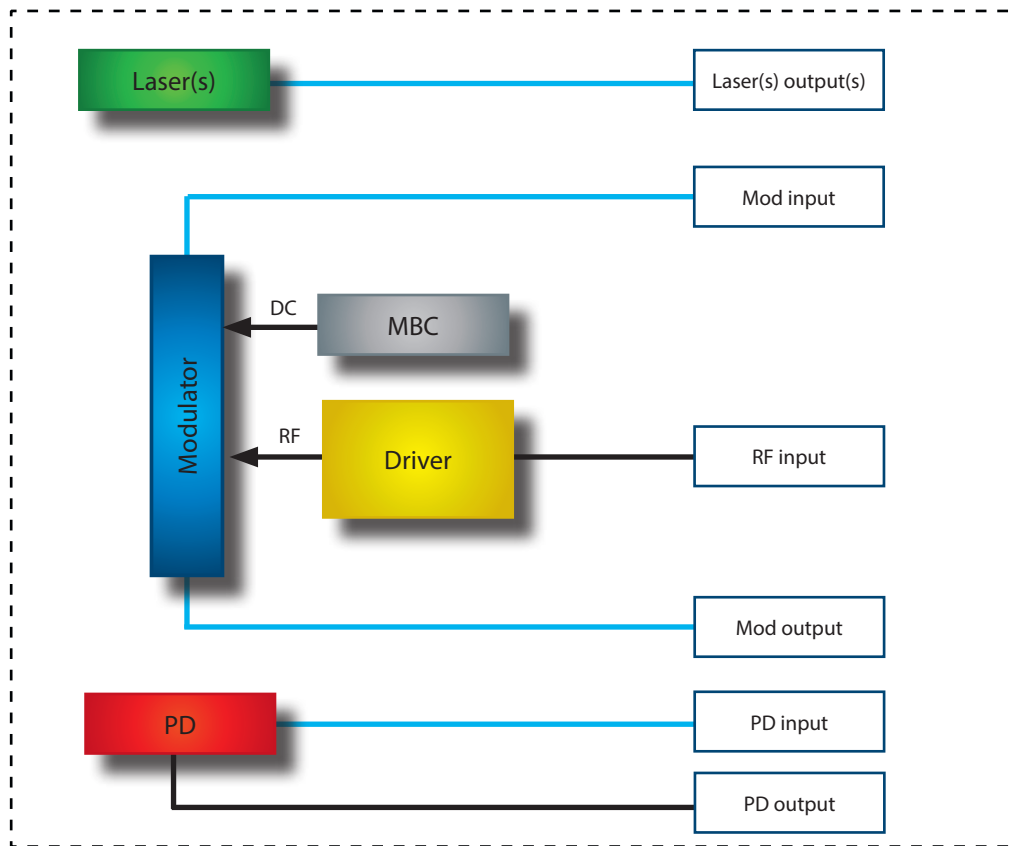 Laser(s)
Laser(s) output(s)
Mod input
DC
MBC
Modulator
RF
Driver
RF input
Mod output
PD
PD input
PD output